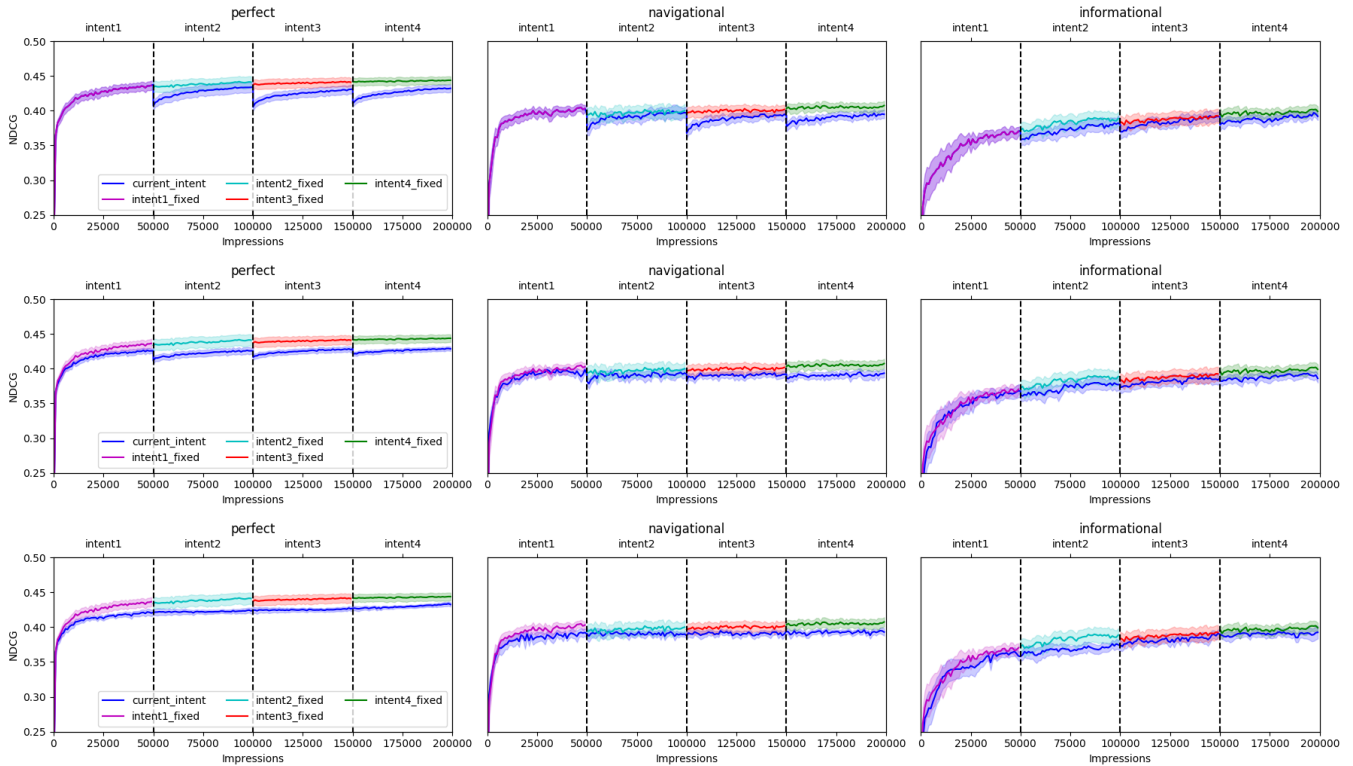 perfect navigational informational
intent1 intent2 intent3 intent4 intent1 intent2 intent3 intent4 intent1 intent2 intent3 intent4
0.50
0.45
0.40
0.35
0.30
0.25
NDCG
current_intent intent2_fixed intent4_fixed
intent1_fixed intent3_fixed
0 25000 50000 75000 100000 125000 150000 175000 200000 0 25000 50000 75000 100000 125000 150000 175000 200000 0 25000 50000 75000 100000 125000 150000 175000 200000
Impressions Impressions Impressions
perfect navigational informational
intent1 intent2 intent3 intent4 intent1 intent2 intent3 intent4 intent1 intent2 intent3 intent4
0.50
0.45
0.40
0.35
0.30
0.25
NDCG
current_intent intent2_fixed intent4_fixed
intent1_fixed intent3_fixed
0 25000 50000 75000 100000 125000 150000 175000 200000 0 25000 50000 75000 100000 125000 150000 175000 200000 0 25000 50000 75000 100000 125000 150000 175000 200000
Impressions Impressions Impressions
perfect navigational informational
intent1 intent2 intent3 intent4 intent1 intent2 intent3 intent4 intent1 intent2 intent3 intent4
0.50
0.45
0.40
0.35
0.30
0.25
NDCG
current_intent intent2_fixed intent4_fixed
intent1_fixed intent3_fixed
0 25000 50000 75000 100000 125000 150000 175000 200000 0 25000 50000 75000 100000 125000 150000 175000 200000 0 25000 50000 75000 100000 125000 150000 175000 200000
Impressions Impressions Impressions